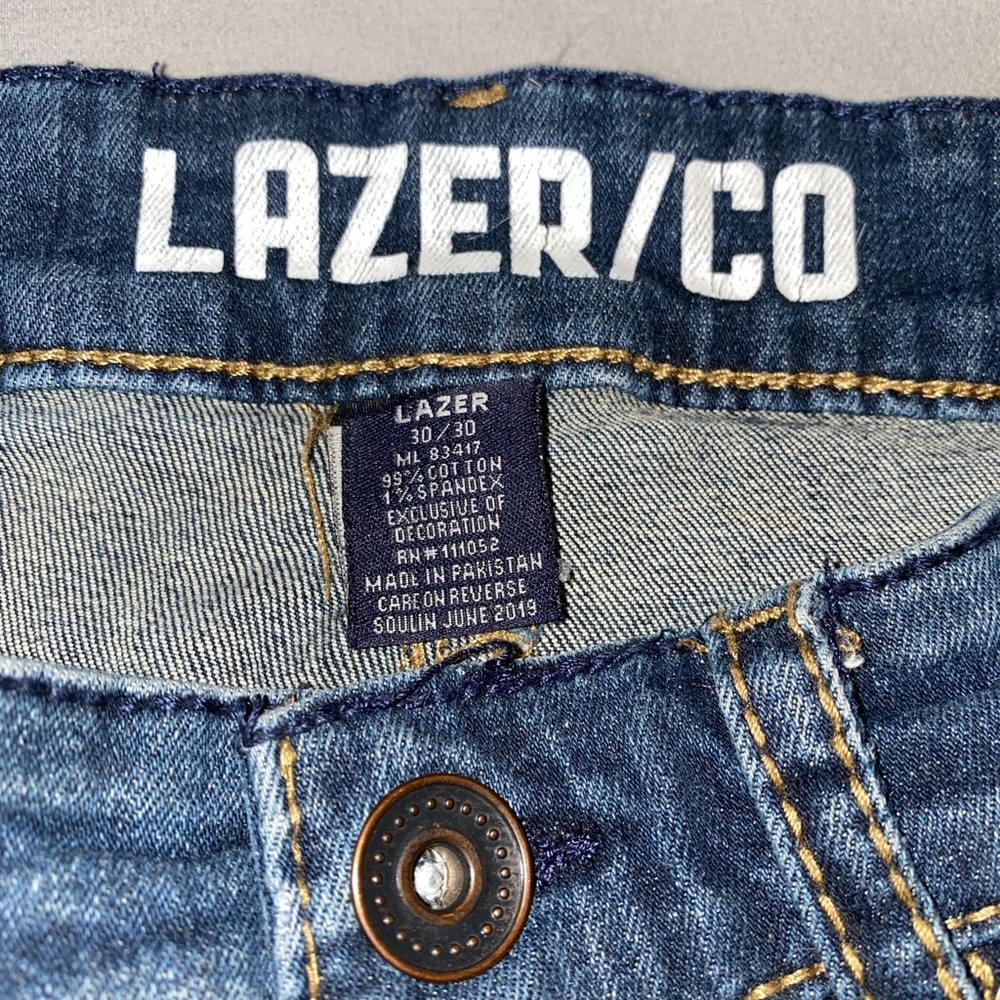 LAZER/CO
LAZER
30/30
ML 83417
99% COTTON
1% SPANDEX
EXCLUSIVE OF
DECORATION
RN#111052
MADE IN PAKISTAN
CARE ON REVERSE
SOULIN JUNE 2019